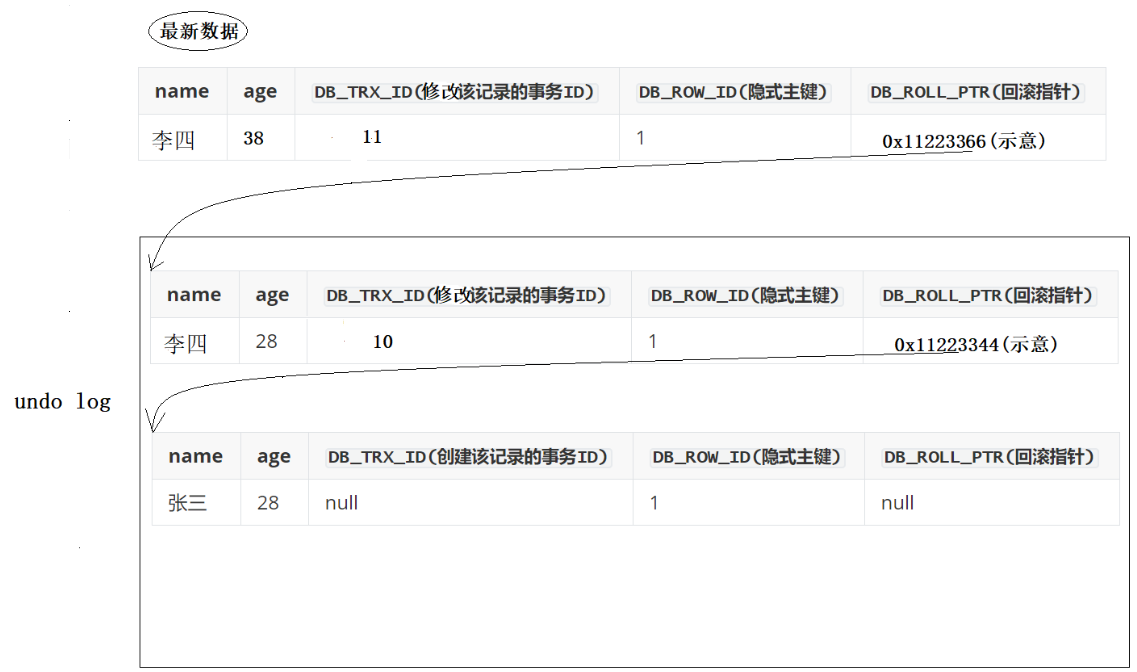 最新数据
name age DB_TRX_ID(修改该记录的事务ID) DB_ROW_ID(隐式主键) DB_ROLL_PTR(回滚指针)
李四 38 11 1 0x11223366(示意)
name age DB_TRX_ID(修改该记录的事务ID) DB_ROW_ID(隐式主键) DB_ROLL_PTR(回滚指针)
李四 28 10 1 0x11223344(示意)
undo log
name age DB_TRX_ID(创建该记录的事务ID) DB_ROW_ID(隐式主键) DB_ROLL_PTR(回滚指针)
张三 28 null 1 null